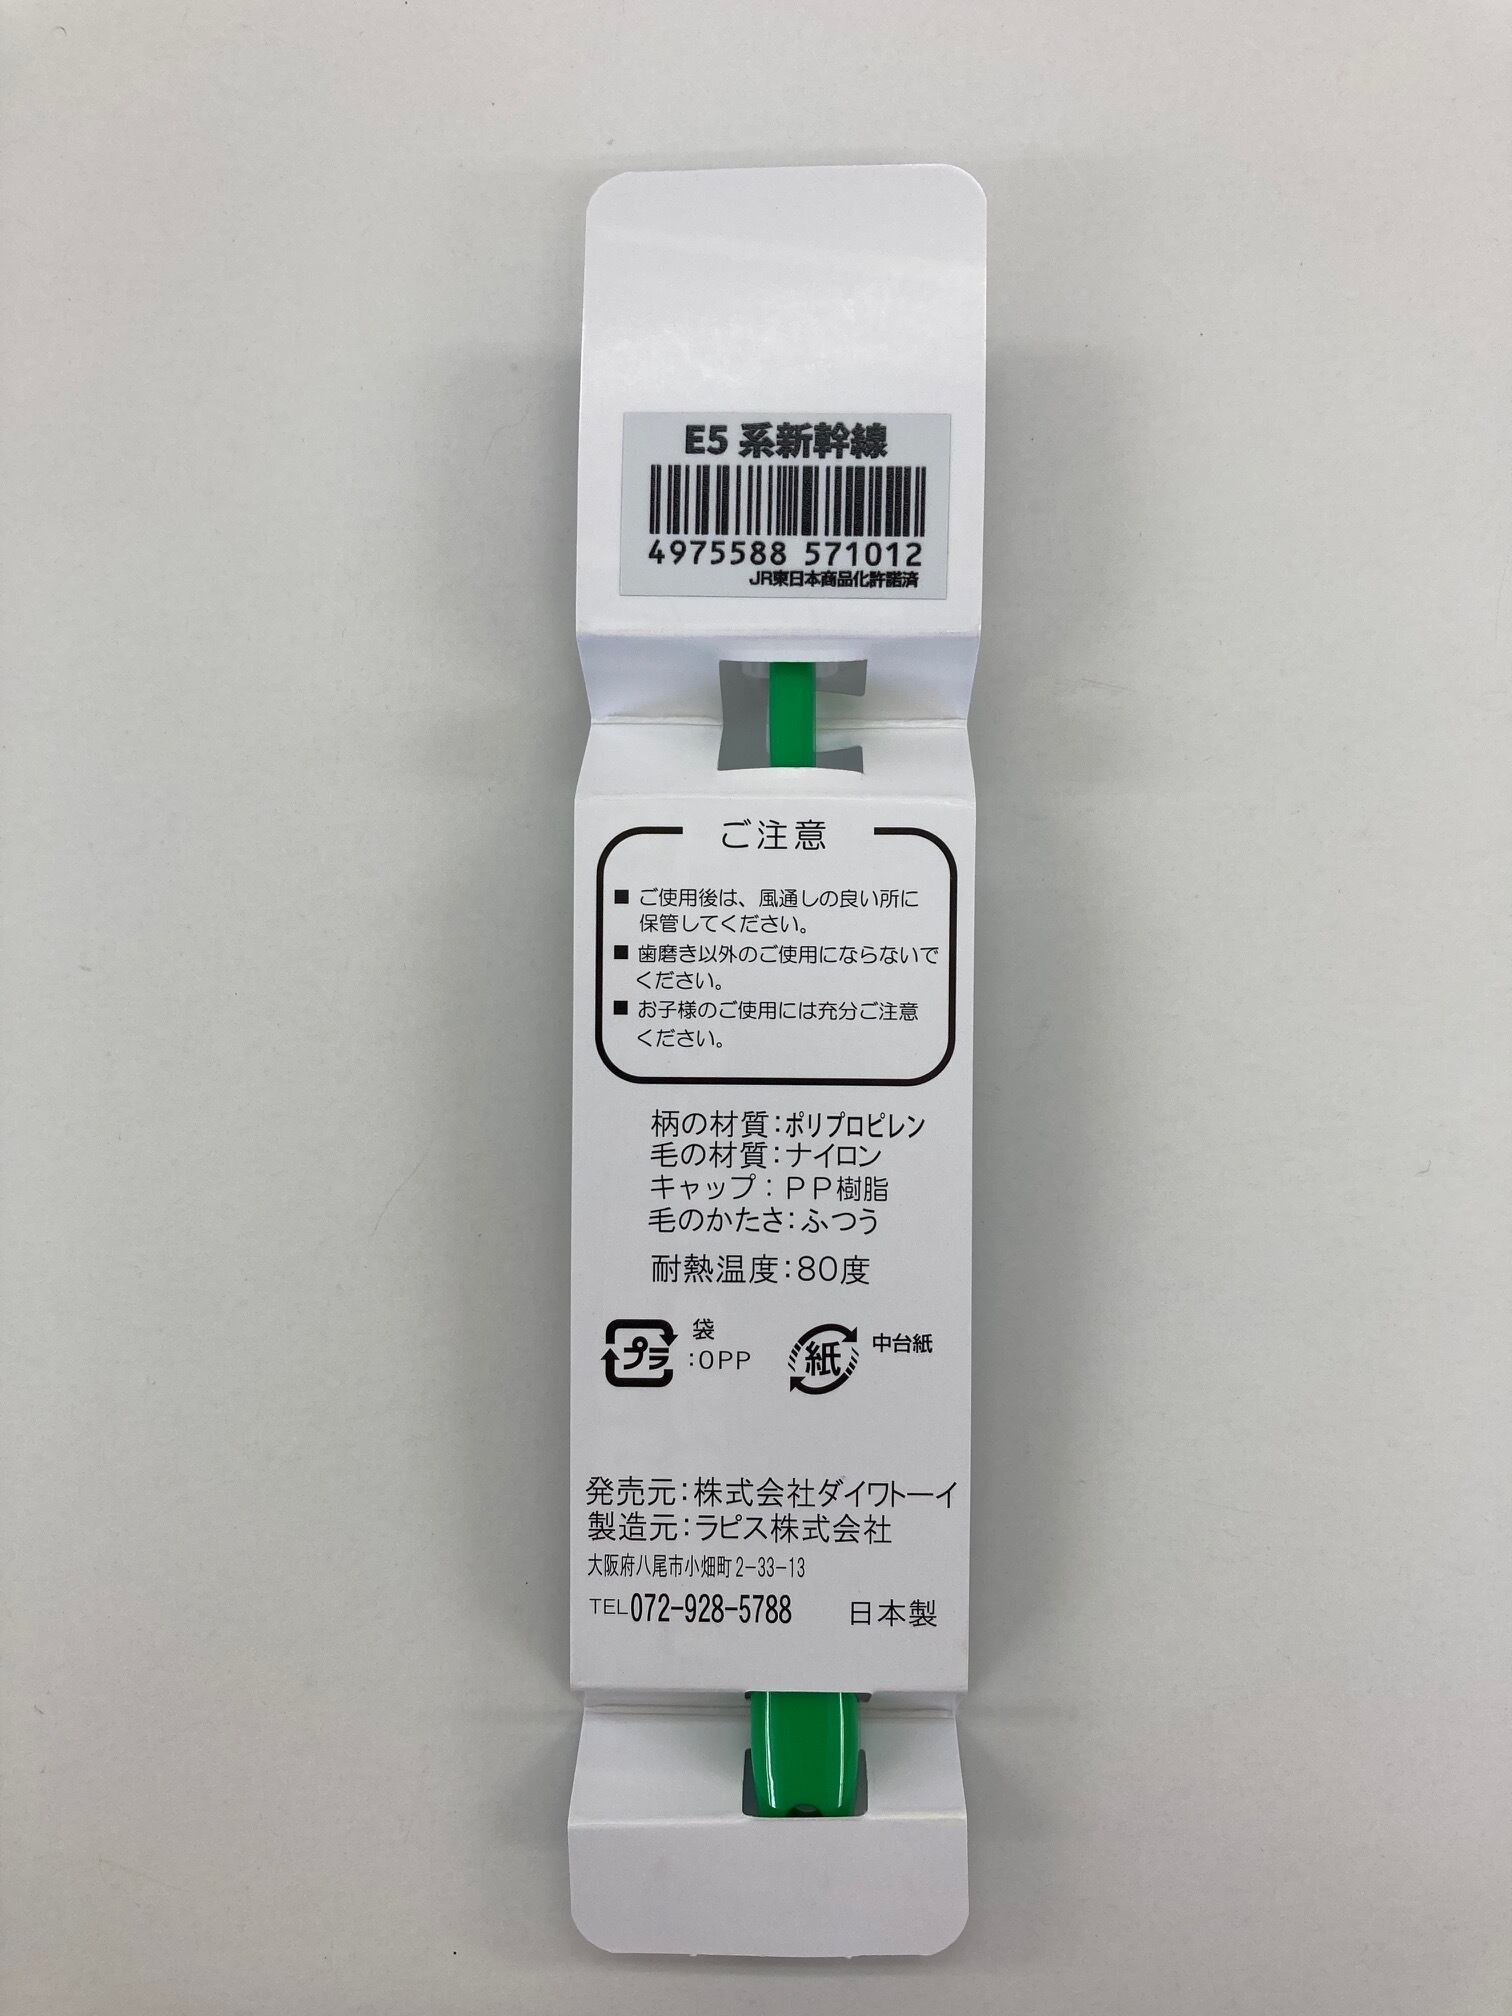 E5 系新幹線
4975588 571012
JR東日本商品化許諾済
ご注意
■ ご使用後は、風通しの良い所に
保管してください。
■ 歯磨き以外のご使用にならないで
ください。
■ お子様のご使用には充分ご注意
ください。
柄の材質:ポリプロピレン
毛の材質:ナイロン
キャップ:PP樹脂
毛のかたさ:ふつう
耐熱温度:80度
プラ 袋
:OPP
紙 中台紙
発売元:株式会社ダイワトーイ
製造元:ラピス株式会社
大阪府八尾市小畑町2-33-13
TEL072-928-5788 日本製